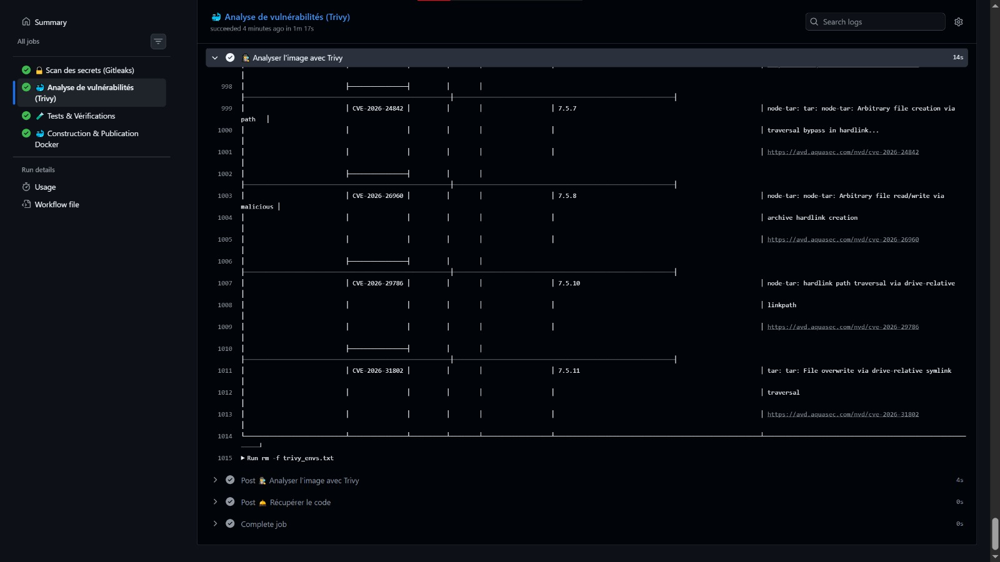 Summary
All jobs
Scan des secrets (Gitleaks)
Analyse de vulnérabilités
(Trivy)
Tests & Vérifications
Construction & Publication
Docker
Run details
Usage
Workflow file
Analyse de vulnérabilités (Trivy)
succeeded 4 minutes ago in 1m 17s
Search logs
Analyser l'image avec Trivy 14s
998
999 CVE-2026-24842 7.5.7 node-tar: tar: node-tar: Arbitrary file creation via
path
1000 traversal bypass in hardlink...
1001 https://avd.aquasec.com/nvd/cve-2026-24842
1002
1003 CVE-2026-26960 7.5.8 node-tar: node-tar: Arbitrary file read/write via
malicious
1004 archive hardlink creation
1005 https://avd.aquasec.com/nvd/cve-2026-26960
1006
1007 CVE-2026-29786 7.5.10 node-tar: hardlink path traversal via drive-relative
1008 linkpath
1009 https://avd.aquasec.com/nvd/cve-2026-29786
1010
1011 CVE-2026-31802 7.5.11 tar: tar: File overwrite via drive-relative symlink
1012 traversal
1013 https://avd.aquasec.com/nvd/cve-2026-31802
1014
1015 Run rm -f trivy_envs.txt
Post Analyser l'image avec Trivy 4s
Post Récupérer le code 0s
Complete job 0s